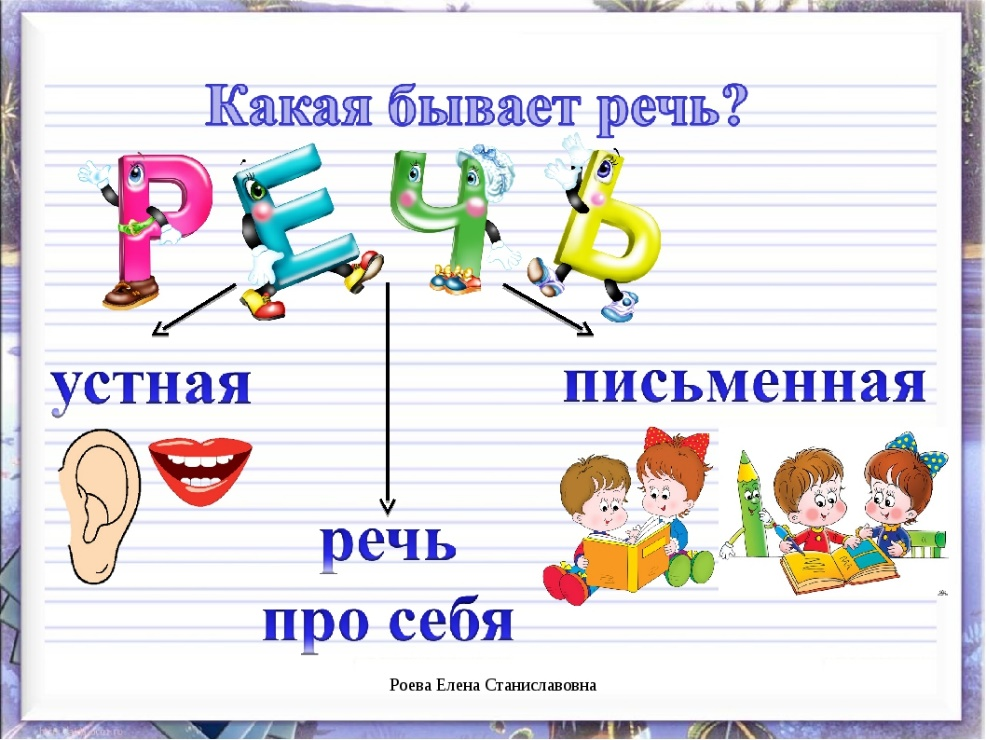 Какая бывает речь?
РЕЧЬ
устная
письменная
речь
про себя
Роева Елена Станиславовна